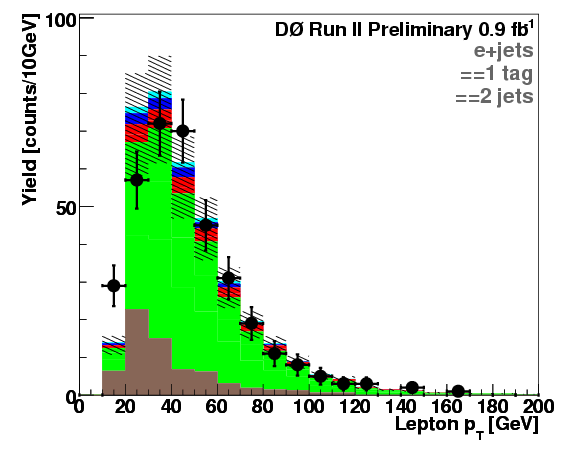 100
DØ Run II Preliminary 0.9 fb-1
e+jets
==1 tag
==2 jets
Yield [counts/10GeV]
50
0
0 20 40 60 80 100 120 140 160 180 200
Lepton pT [GeV]